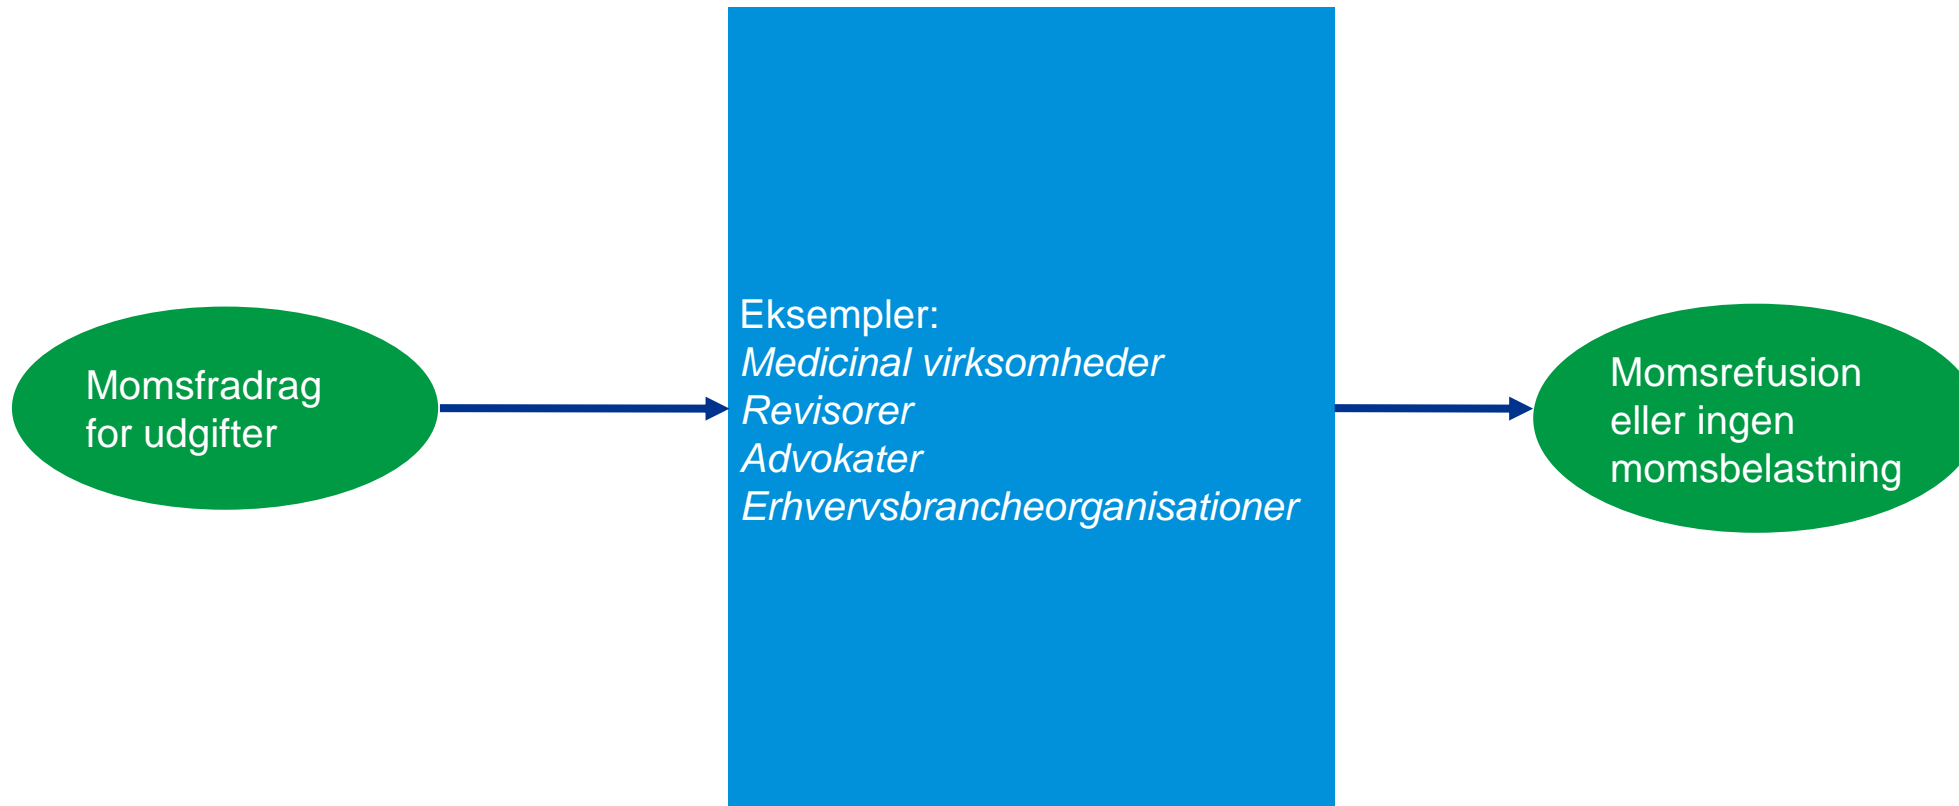 Momsfradrag
for udgifter
Eksempler:
Medicinal virksomheder
Revisorer
Advokater
Erhvervsbrancheorganisationer
Momsrefusion
eller ingen
momsbelastning